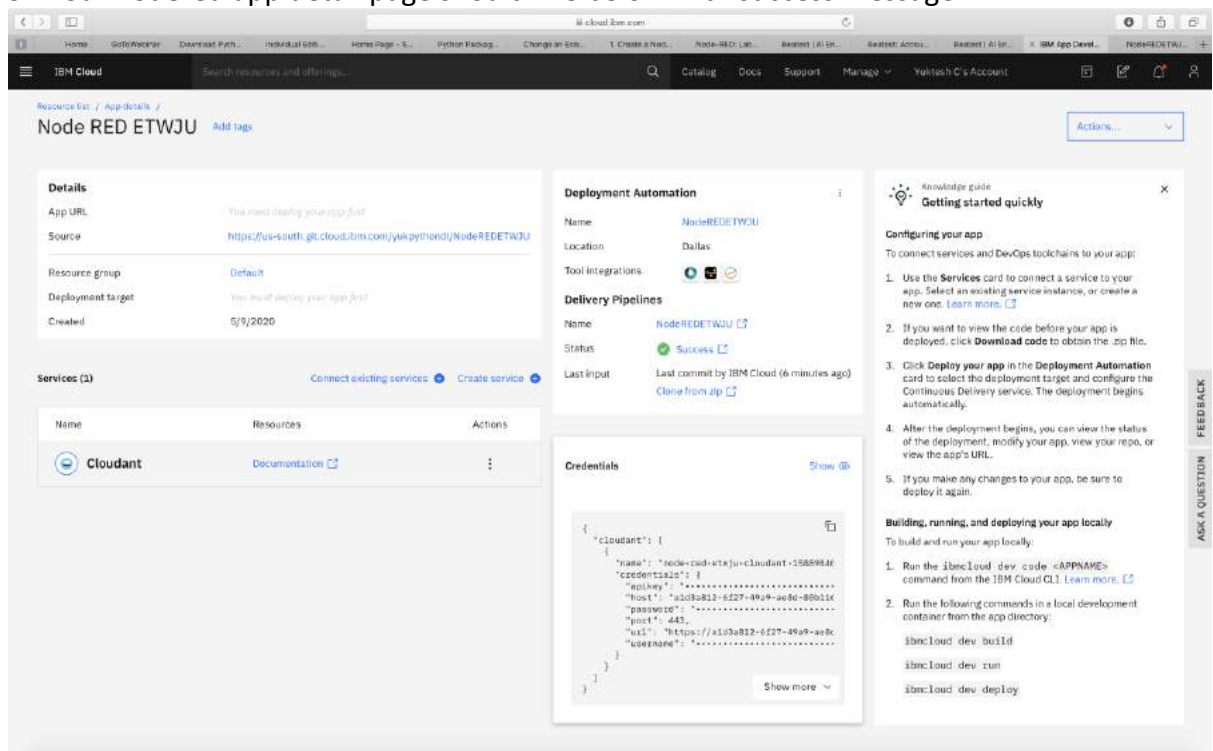 cloud.ibm.com
Home
GoToWebinar
Download Pyth...
Individual Edit...
Home Page - S...
Python Packag...
Change an Exis...
1. Create a Nod...
Node-RED: Lab...
IBM App Devel...
NodeREDETWJU...
IBM Cloud
Search resources and offerings...
Catalog
Docs
Support
Manage
Yuktesh C's Account
Resource list / App details /
Node RED ETWJU
Add tags
Actions...
Details
App URL
You must deploy your app first
Source
https://us-south.git.cloud.ibm.com/yukpythondl/NodeREDETWJU
Resource group
Default
Deployment target
You must deploy your app first
Created
5/9/2020
Services (1)
Connect existing services
Create service
Name
Resources
Actions
Cloudant
Documentation
Deployment Automation
Name
NodeREDETWJU
Location
Dallas
Tool integrations
Delivery Pipelines
Name
NodeREDETWJU
Status
Success
Last input
Last commit by IBM Cloud (6 minutes ago)
Clone from zip
Credentials
Show
{
"cloudant": [
{
"name": "node-red-etwju-cloudant-1588984
"credentials": {
"apikey": "••••••••••••••••••••••••••
"host": "a1d3a812-6f27-49a9-ae8c-80b11
"password": "••••••••••••••••••••••••
"port": 443,
"url": "https://a1d3a812-6f27-49a9-ae8c
"username": "••••••••••••••••••••••••
}
}
]
}
Show more
Knowledge guide
Getting started quickly
Configuring your app
To connect services and DevOps toolchains to your app:
1. Use the Services card to connect a service to your
app. Select an existing service instance, or create a
new one. Learn more.
2. If you want to view the code before your app is
deployed, click Download code to obtain the .zip file.
3. Click Deploy your app in the Deployment Automation
card to select the deployment target and configure the
Continuous Delivery service. The deployment begins
automatically.
4. After the deployment begins, you can view the status
of the deployment, modify your app, view your repo, or
view the app's URL.
5. If you make any changes to your app, be sure to
deploy it again.
Building, running, and deploying your app locally
To build and run your app locally:
1. Run the ibmcloud dev code <APPNAME>
command from the IBM Cloud CLI. Learn more.
2. Run the following commands in a local development
container from the app directory:
ibmcloud dev build
ibmcloud dev run
ibmcloud dev deploy
FEEDBACK
ASK A QUESTION